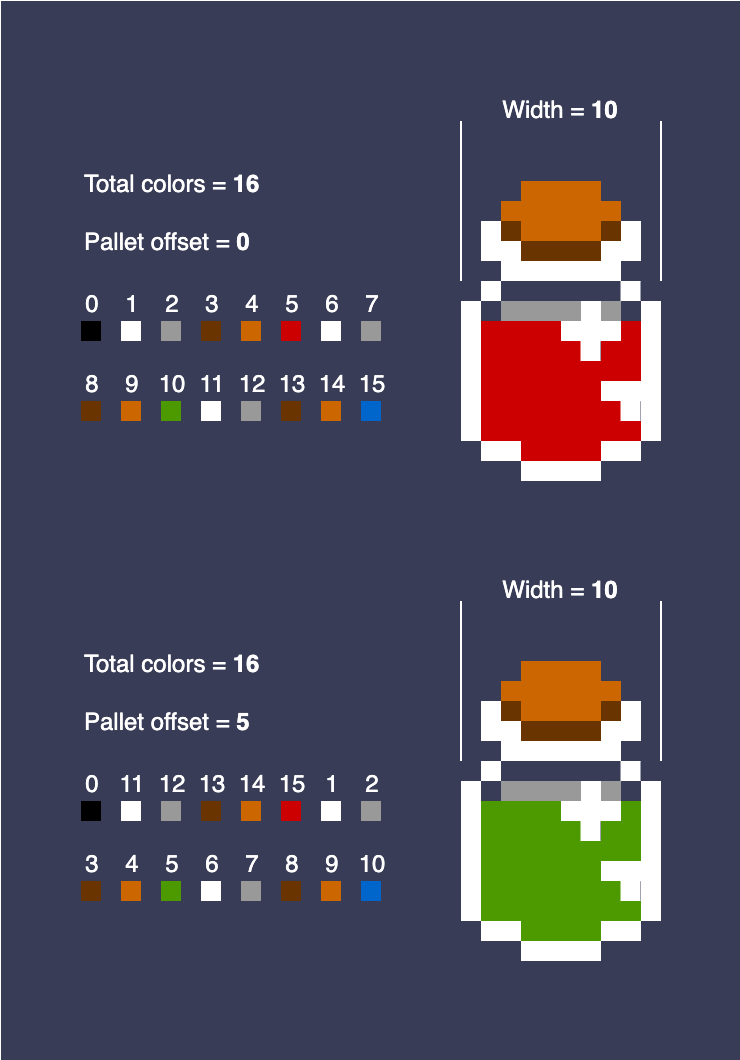 Width = 10
Total colors = 16
Pallet offset = 0
0 1 2 3 4 5 6 7
8 9 10 11 12 13 14 15
Width = 10
Total colors = 16
Pallet offset = 5
0 11 12 13 14 15 1 2
3 4 5 6 7 8 9 10